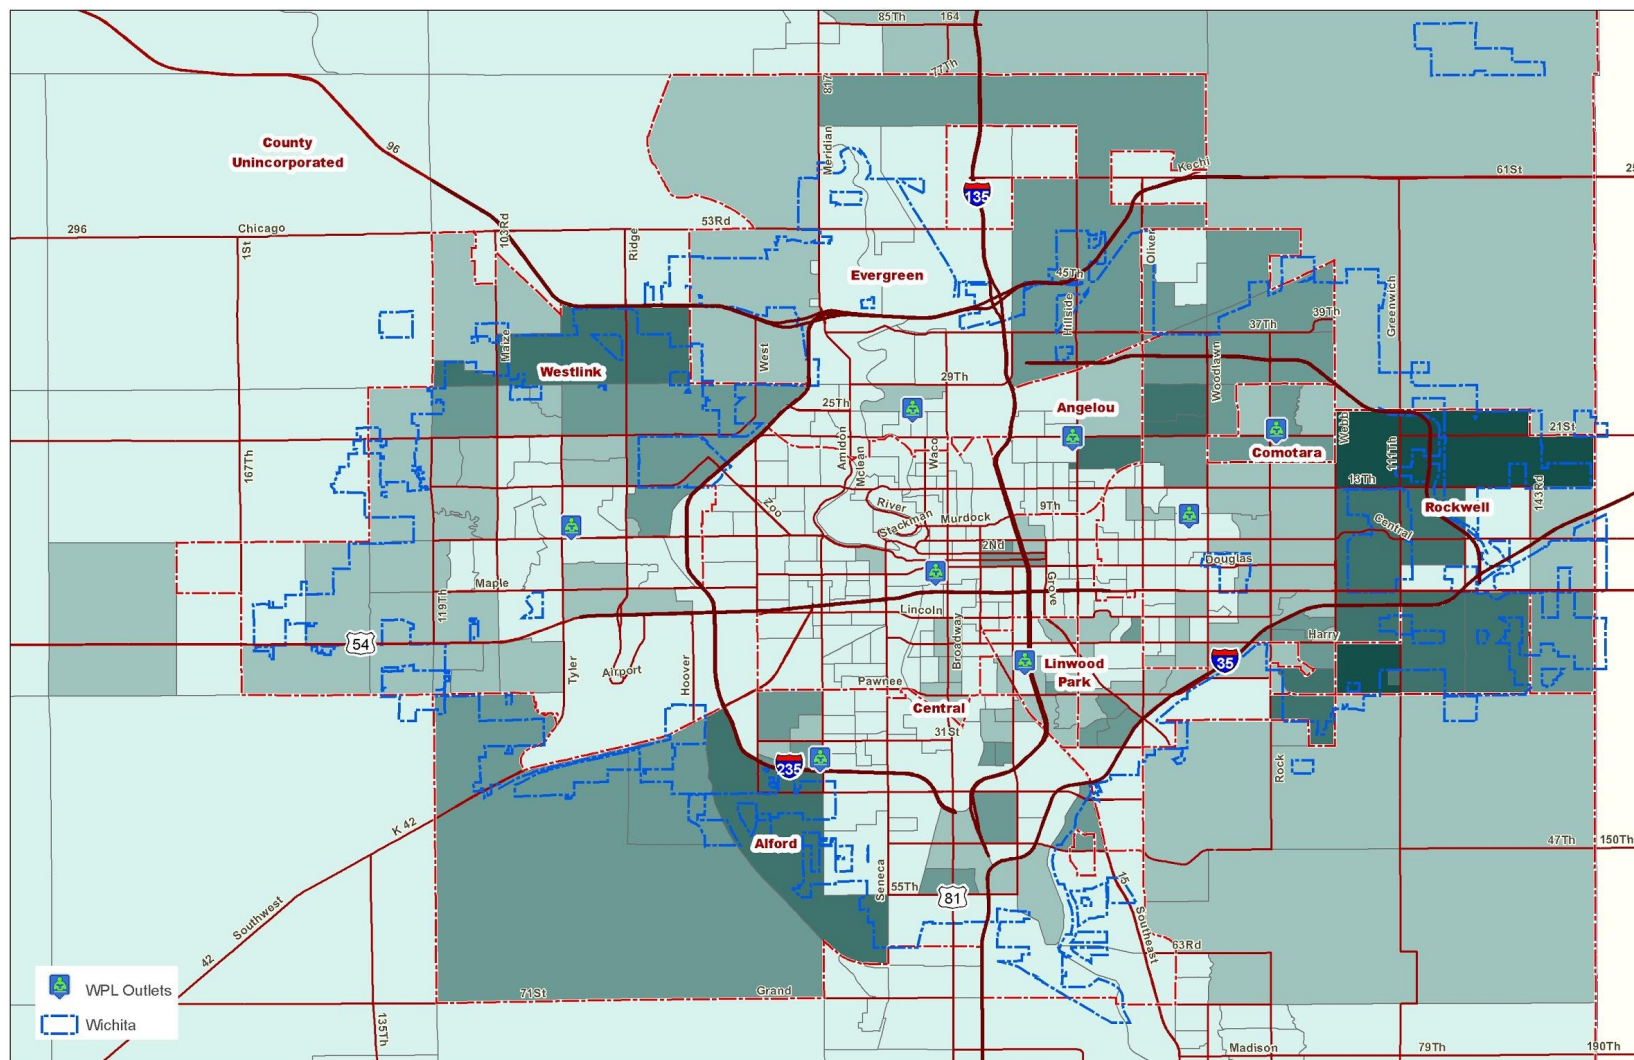 85Th
164
77Th
817
County
Unincorporated
96
Meridian
135
Kechi
61St
25
296
Chicago
1St
103Rd
Ridge
53Rd
Evergreen
45Th
Hillside
Oliver
Greenwich
39Th
37Th
Maize
Westlink
West
29Th
Woodlawn
25Th
Angelou
Amidon
Mclean
Waco
Webb
21St
Comotara
111Th
167Th
13Th
143Rd
Zoo
River
Stackman
Murdock
9Th
Rockwell
Central
2Nd
Douglas
Maple
119Th
Grove
Lincoln
Broadway
Harry
54
Airport
Tyler
Hoover
Pawnee
Linwood
Park
35
Central
31St
235
Rock
K 42
Alford
47Th
150Th
Seneca
55Th
81
15
Southeast
Southwest
42
63Rd
WPL Outlets
71St
Grand
Wichita
135Th
Madison
79Th
190Th